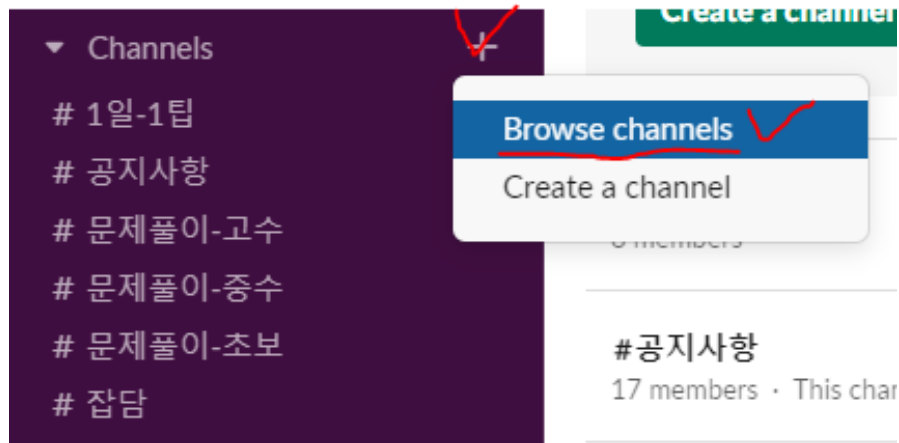 Create a channel
Channels
+
# 1일-1팁
# 공지사항
# 문제풀이-고수
# 문제풀이-중수
# 문제풀이-초보
# 잡담
Browse channels
Create a channel
members
#공지사항
17 members · This